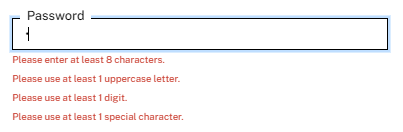 Password
Please enter at least 8 characters.
Please use at least 1 uppercase letter.
Please use at least 1 digit.
Please use at least 1 special character.